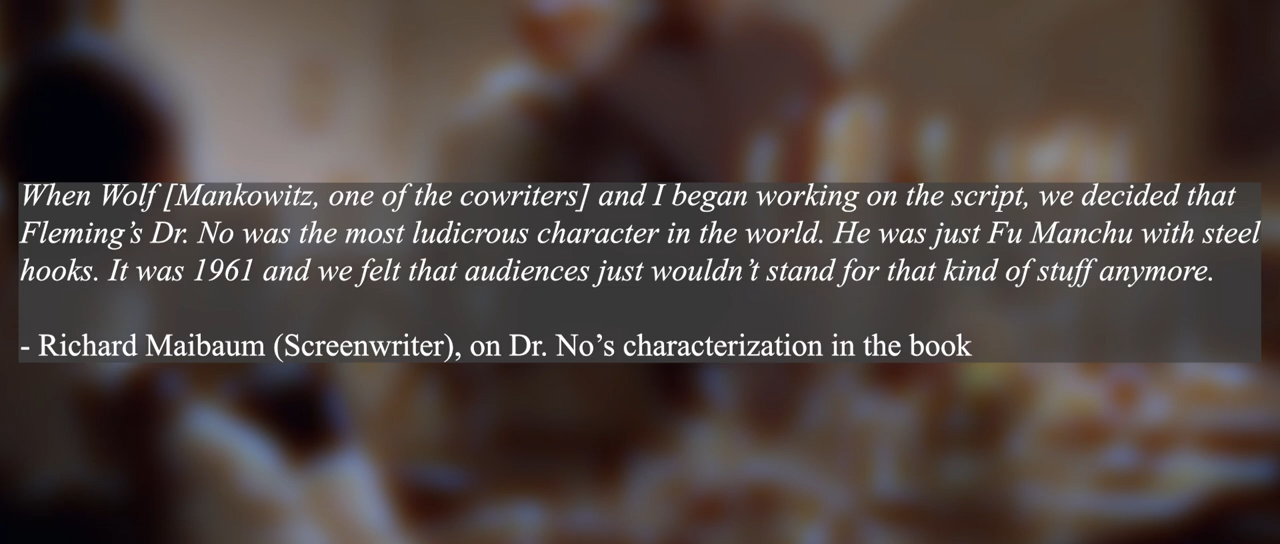 When Wolf [Mankowitz, one of the cowriters] and I began working on the script, we decided that
Fleming’s Dr. No was the most ludicrous character in the world. He was just Fu Manchu with steel
hooks. It was 1961 and we felt that audiences just wouldn’t stand for that kind of stuff anymore.
- Richard Maibaum (Screenwriter), on Dr. No’s characterization in the book